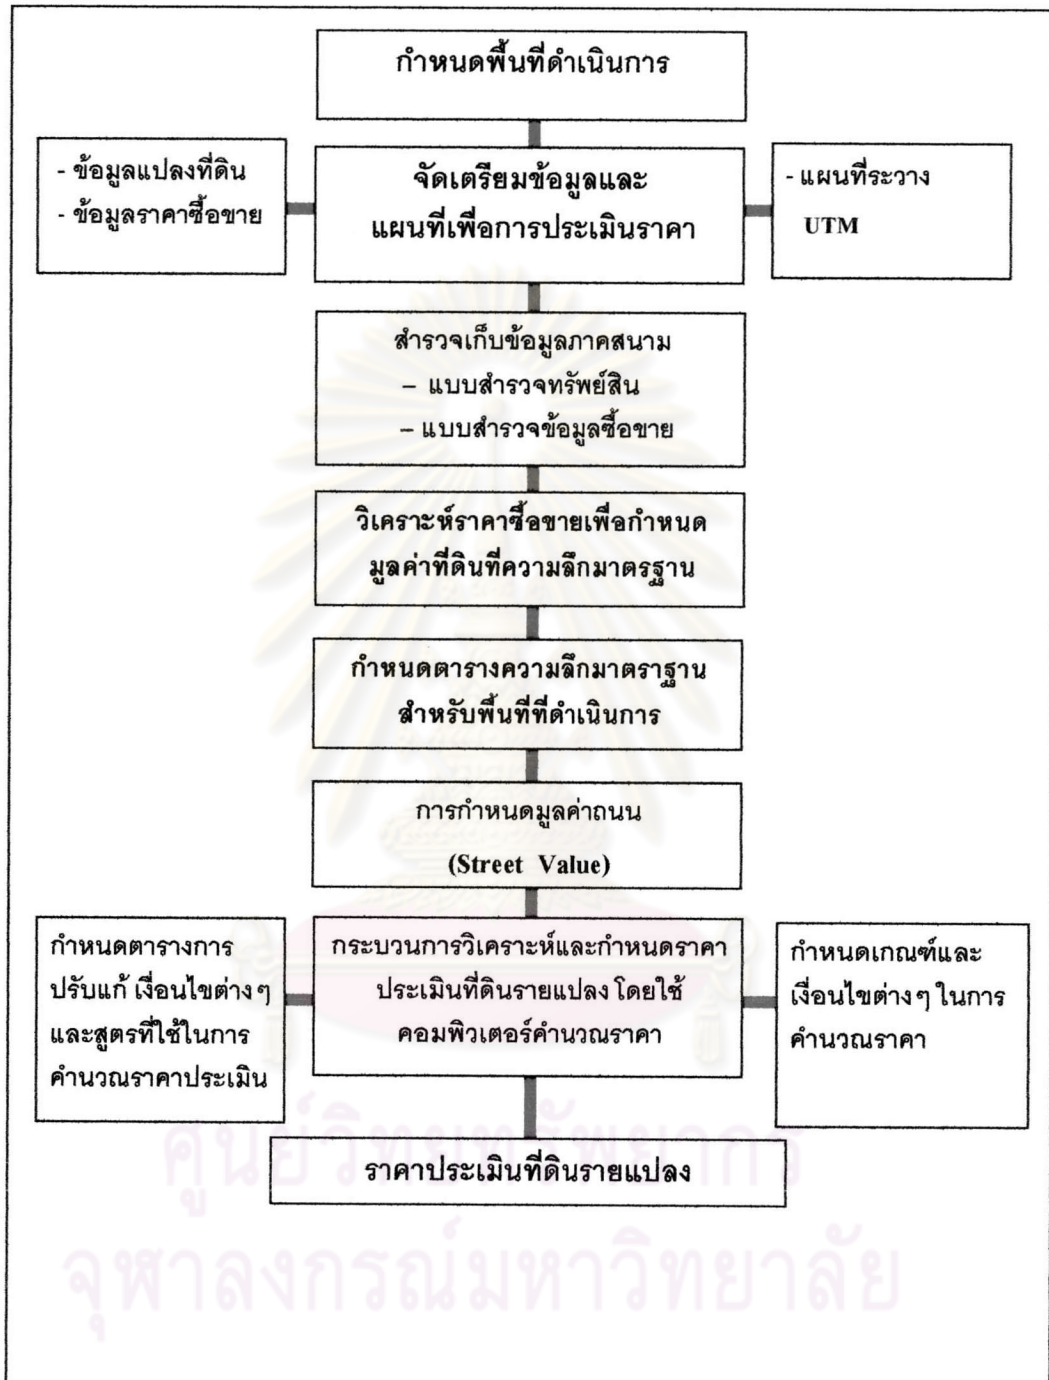 กำหนดพื้นที่ดำเนินการ
- ข้อมูลแปลงที่ดิน
- ข้อมูลราคาซื้อขาย
จัดเตรียมข้อมูลและ
แผนที่เพื่อการประเมินราคา
- แผนที่ระวาง
UTM
สำรวจเก็บข้อมูลภาคสนาม
– แบบสำรวจทรัพย์สิน
– แบบสำรวจข้อมูลซื้อขาย
วิเคราะห์ราคาซื้อขายเพื่อกำหนด
มูลค่าที่ดินที่ความลึกมาตรฐาน
กำหนดตารางความลึกมาตราฐาน
สำหรับพื้นที่ที่ดำเนินการ
การกำหนดมูลค่าถนน
(Street Value)
กำหนดตารางการ
ปรับแก้ เงื่อนไขต่าง ๆ
และสูตรที่ใช้ในการ
คำนวณราคาประเมิน
กระบวนการวิเคราะห์และกำหนดราคา
ประเมินที่ดินรายแปลง โดยใช้
คอมพิวเตอร์คำนวณราคา
กำหนดเกณฑ์และ
เงื่อนไขต่าง ๆ ในการ
คำนวณราคา
ราคาประเมินที่ดินรายแปลง
ศูนย์วิทยทรัพยากร
จุฬาลงกรณ์มหาวิทยาลัย